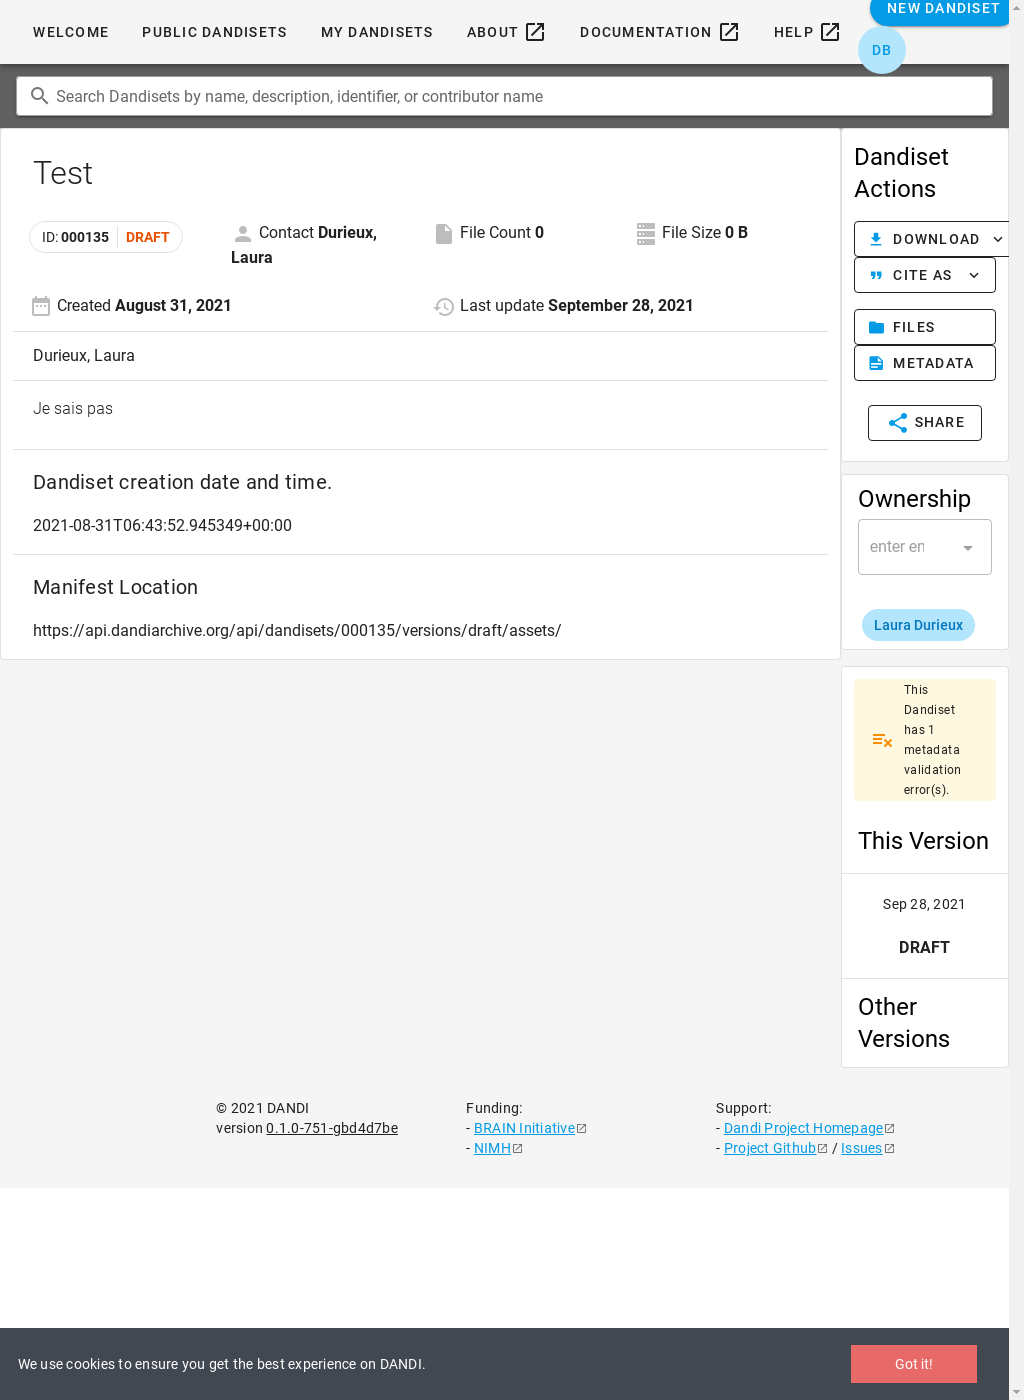 WELCOME
PUBLIC DANDISETS
MY DANDISETS
ABOUT
DOCUMENTATION
HELP
NEW DANDISET
DB
Search Dandisets by name, description, identifier, or contributor name
Test
ID: 000135
DRAFT
Contact Durieux,
Laura
File Count 0
File Size 0 B
Created August 31, 2021
Last update September 28, 2021
Durieux, Laura
Je sais pas
Dandiset creation date and time.
2021-08-31T06:43:52.945349+00:00
Manifest Location
https://api.dandiarchive.org/api/dandisets/000135/versions/draft/assets/
Dandiset
Actions
DOWNLOAD
CITE AS
FILES
METADATA
SHARE
Ownership
enter en
Laura Durieux
This
Dandiset
has 1
metadata
validation
error(s).
This Version
Sep 28, 2021
DRAFT
Other
Versions
© 2021 DANDI
version 0.1.0-751-gbd4d7be
Funding:
- BRAIN Initiative
- NIMH
Support:
- Dandi Project Homepage
- Project Github / Issues
We use cookies to ensure you get the best experience on DANDI.
Got it!